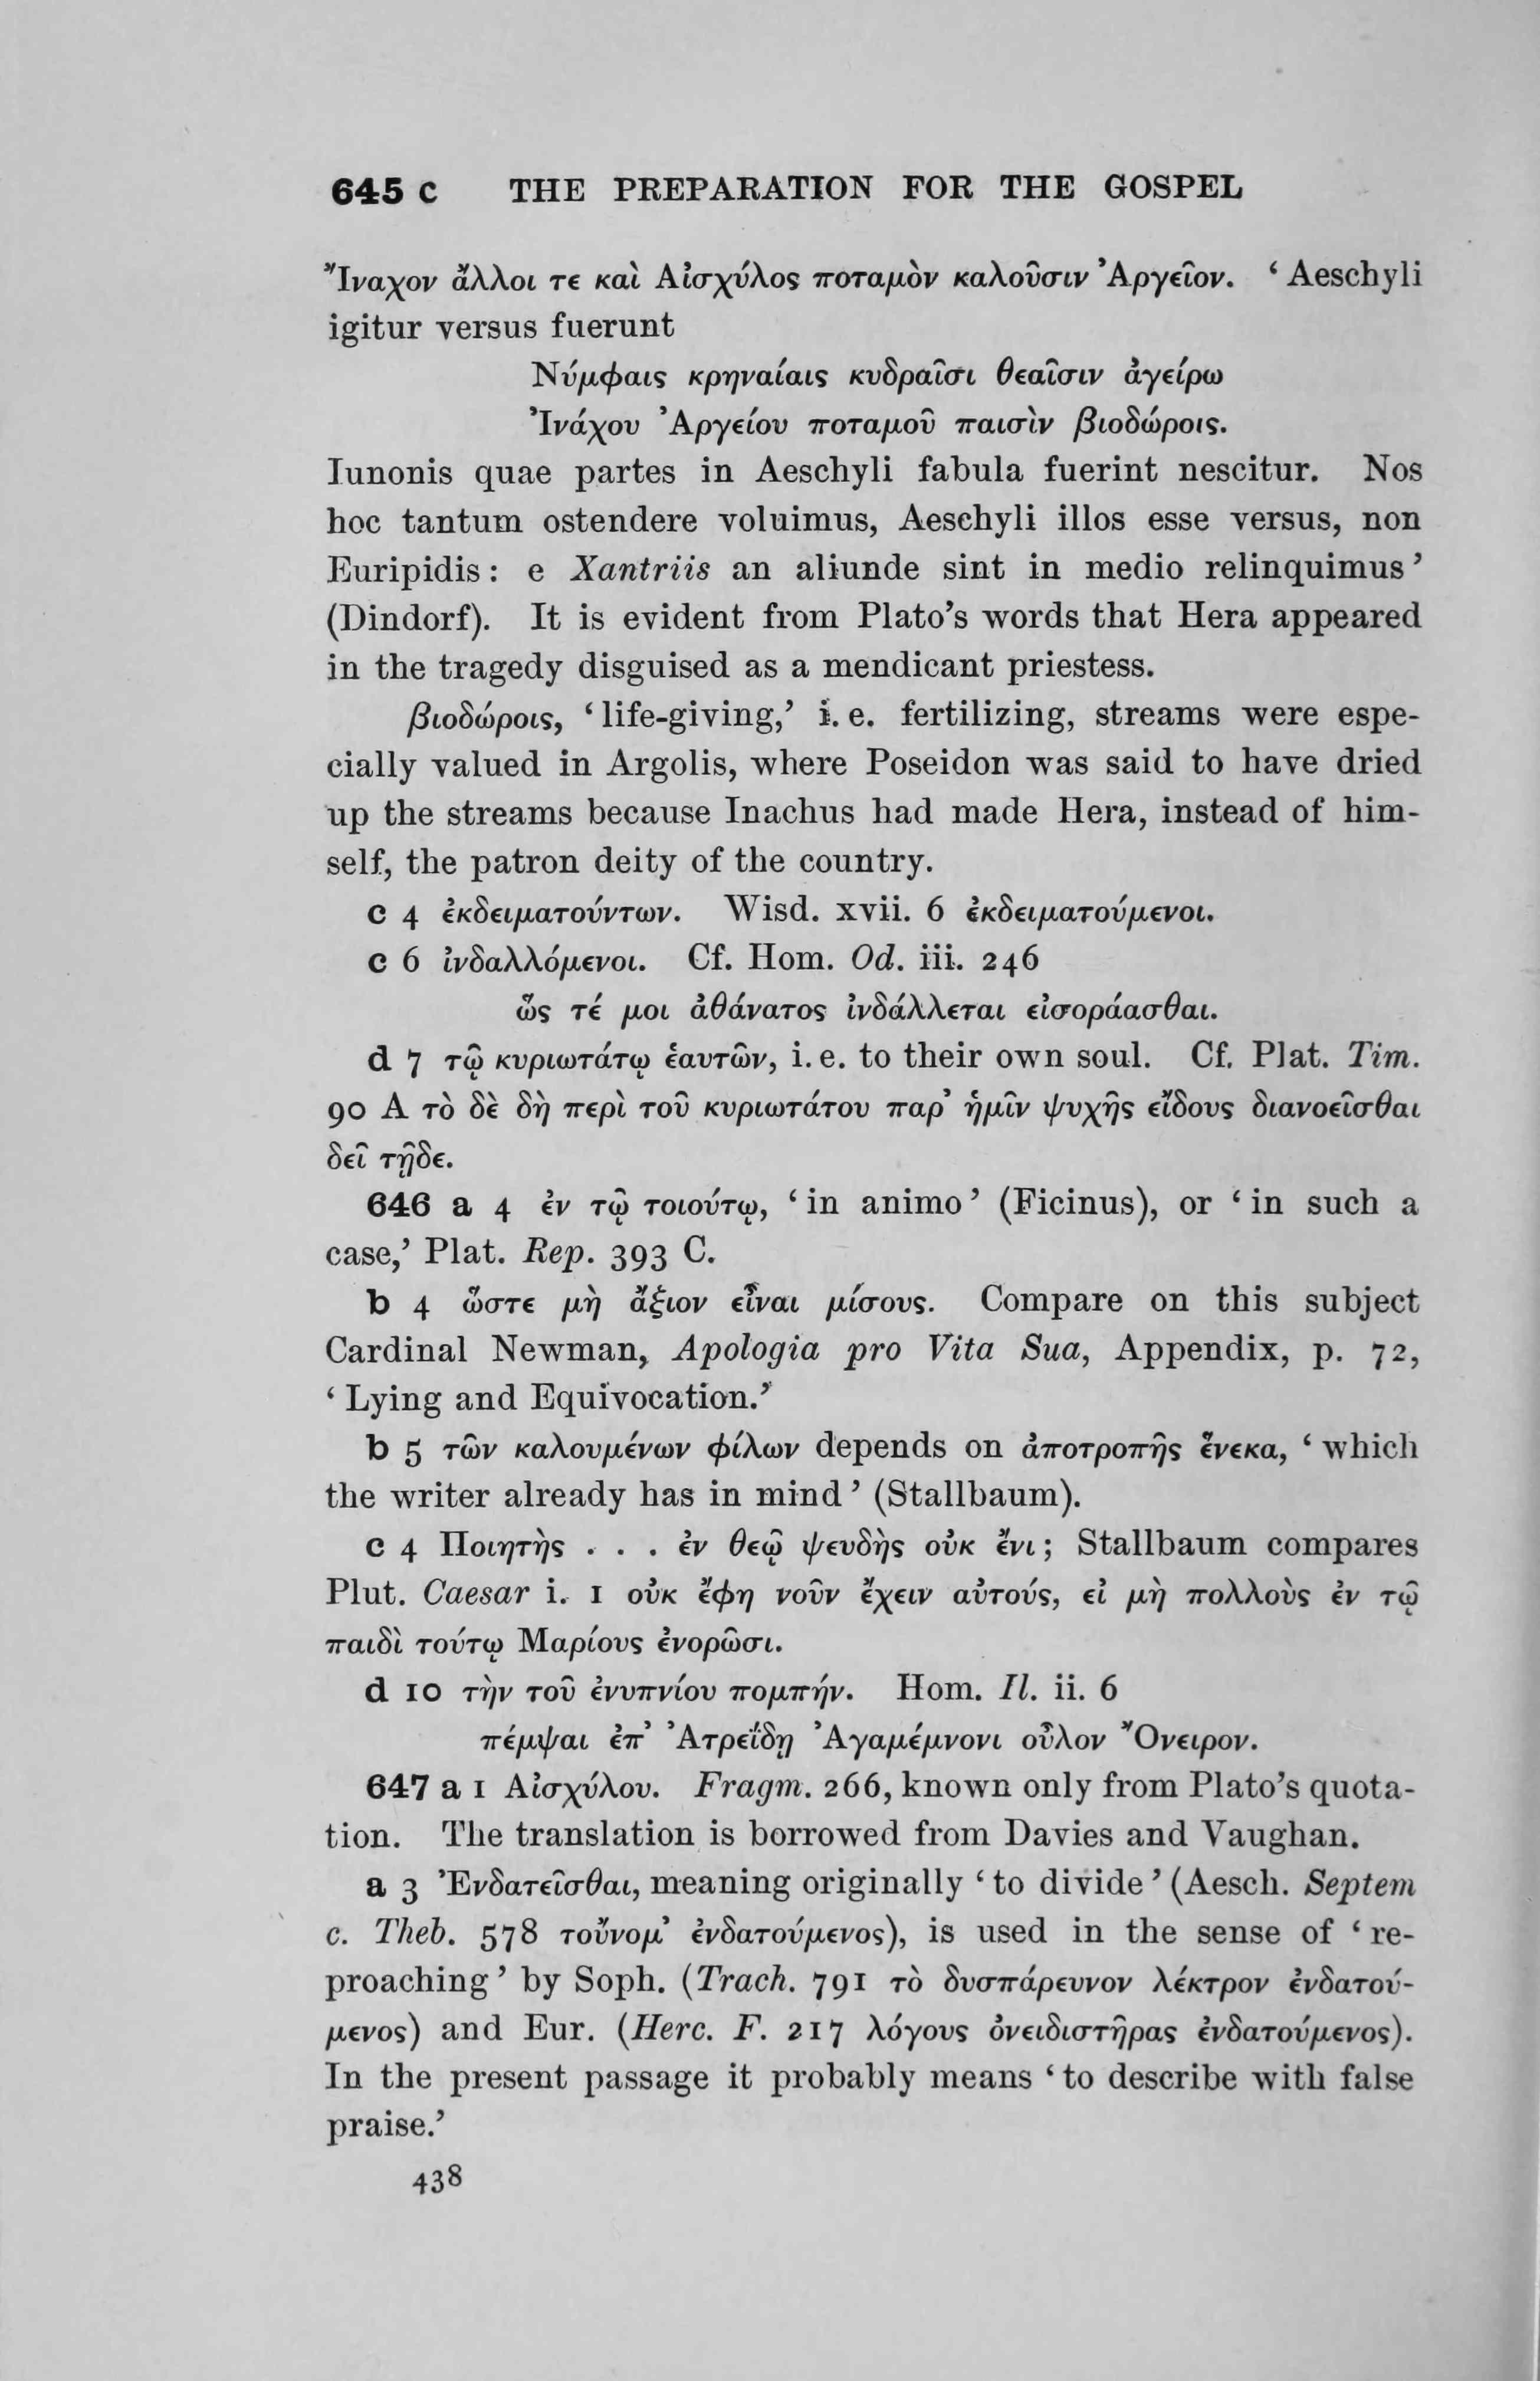 645 c THE PREPARATION FOR THE GOSPEL
Ἴναχον ἄλλοι τε καὶ Αἰσχύλος ποταμὸν καλοῦσιν Ἀργεῖον. ‘ Aeschyli
igitur versus fuerunt
Νύμφαις κρηναίαις κυδραῖσι θεαῖσιν ἀγείρω
Ἰνάχου Ἀργείου ποταμοῦ παισὶν βιοδώροις.
Iunonis quae partes in Aeschyli fabula fuerint nescitur. Nos
hoc tantum ostendere voluimus, Aeschyli illos esse versus, non
Euripidis: e Xantriis an aliunde sint in medio relinquimus’
(Dindorf). It is evident from Plato’s words that Hera appeared
in the tragedy disguised as a mendicant priestess.
βιοδώροις, ‘life-giving,’ i. e. fertilizing, streams were espe-
cially valued in Argolis, where Poseidon was said to have dried
up the streams because Inachus had made Hera, instead of him-
self, the patron deity of the country.
c 4 ἐκδειματούντων. Wisd. xvii. 6 ἐκδειματούμενοι.
c 6 ἰνδαλλόμενοι. Cf. Hom. Od. iii. 246
ὥς τέ μοι ἀθάνατος ἰνδάλλεται εἰσοράασθαι.
d 7 τῷ κυριωτάτῳ ἑαυτῶν, i. e. to their own soul. Cf. Plat. Tim.
90 A τὸ δὲ δὴ περὶ τοῦ κυριωτάτου παρ’ ἡμῖν ψυχῆς εἴδους διανοεῖσθαι
δεῖ τῇδε.
646 a 4 ἐν τῷ τοιούτῳ, ‘in animo’ (Ficinus), or ‘in such a
case,’ Plat. Rep. 393 C.
b 4 ὥστε μὴ ἄξιον εἶναι μίσους. Compare on this subject
Cardinal Newman, Apologia pro Vita Sua, Appendix, p. 72,
‘Lying and Equivocation.’
b 5 τῶν καλουμένων φίλων depends on ἀποτροπῆς ἕνεκα, ‘which
the writer already has in mind’ (Stallbaum).
c 4 Ποιητὴς . . . ἐν θεῷ ψευδὴς οὐκ ἔνι; Stallbaum compares
Plut. Caesar i. 1 οὐκ ἔφη νοῦν ἔχειν αὐτούς, εἰ μὴ πολλοὺς ἐν τῷ
παιδὶ τούτῳ Μαρίους ἐνορῶσι.
d 10 τὴν τοῦ ἐνυπνίου πομπήν. Hom. Il. ii. 6
πέμψαι ἐπ’ Ἀτρεΐδῃ Ἀγαμέμνονι οὖλον Ὄνειρον.
647 a 1 Αἰσχύλου. Fragm. 266, known only from Plato’s quota-
tion. The translation is borrowed from Davies and Vaughan.
a 3 Ἐνδατεῖσθαι, meaning originally ‘to divide’ (Aesch. Septem
c. Theb. 578 τοὔνομ’ ἐνδατούμενος), is used in the sense of ‘re-
proaching’ by Soph. (Trach. 791 τὸ δυσπάρευνον λέκτρον ἐνδατού-
μενος) and Eur. (Herc. F. 217 λόγους ὀνειδιστῆρας ἐνδατούμενος).
In the present passage it probably means ‘to describe with false
praise.’
438